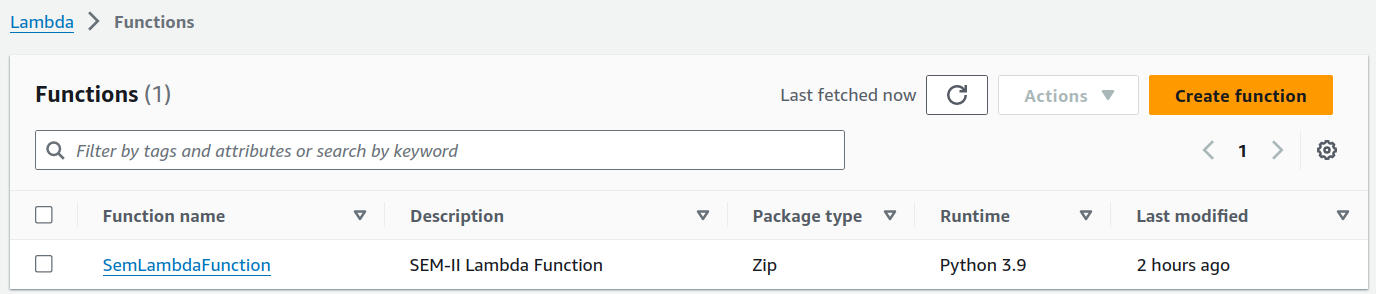 Lambda > Functions
Functions (1) Last fetched now Actions Create function
Filter by tags and attributes or search by keyword 1
Function name Description Package type Runtime Last modified
SemLambdaFunction SEM-II Lambda Function Zip Python 3.9 2 hours ago